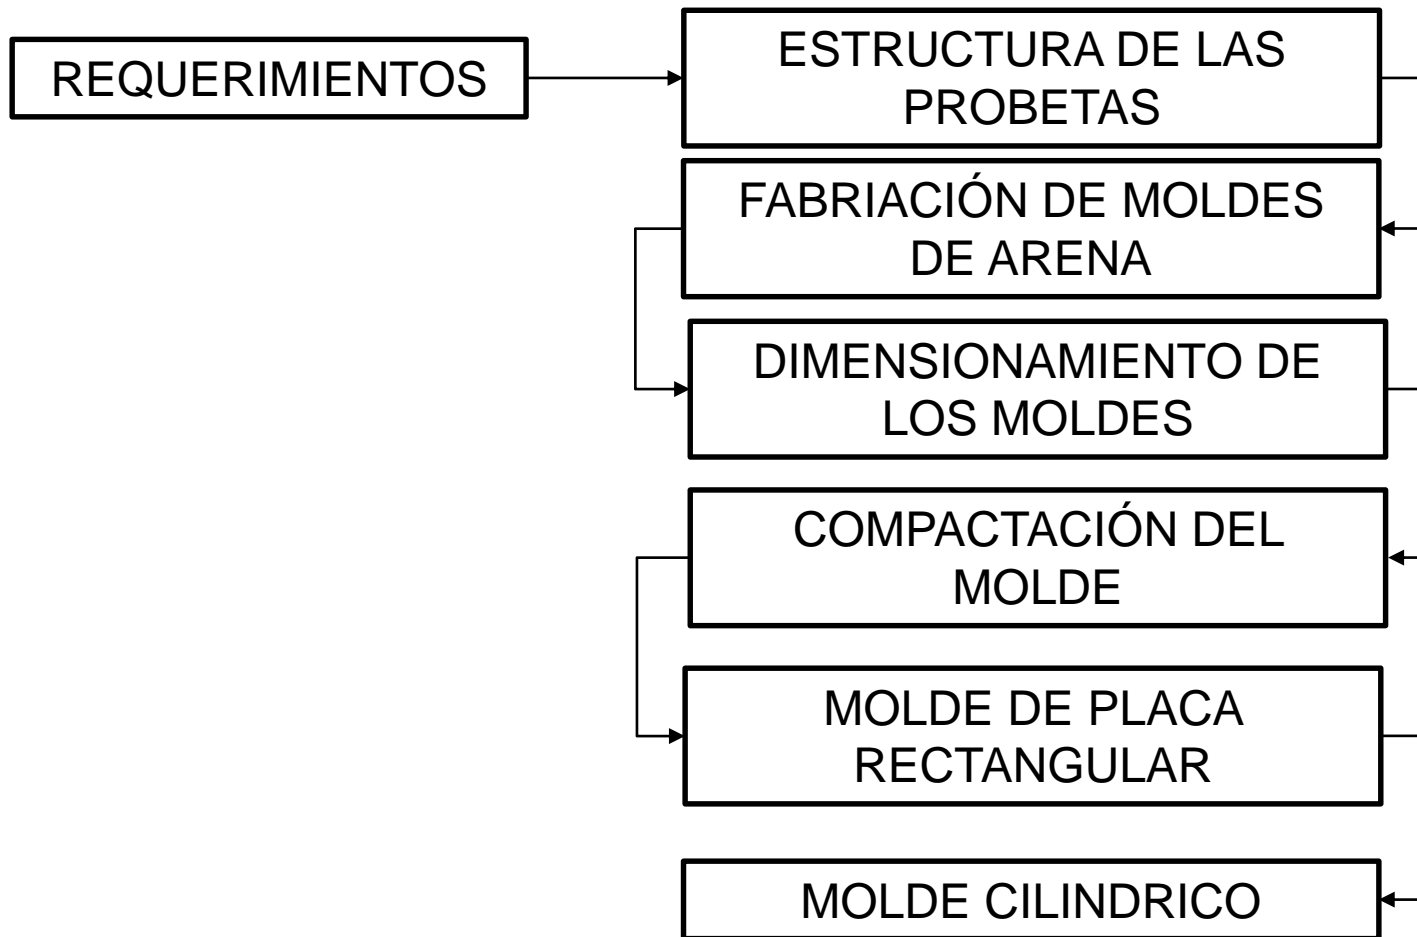 REQUERIMIENTOS
ESTRUCTURA DE LAS
PROBETAS
FABRIACIÓN DE MOLDES
DE ARENA
DIMENSIONAMIENTO DE
LOS MOLDES
COMPACTACIÓN DEL
MOLDE
MOLDE DE PLACA
RECTANGULAR
MOLDE CILINDRICO